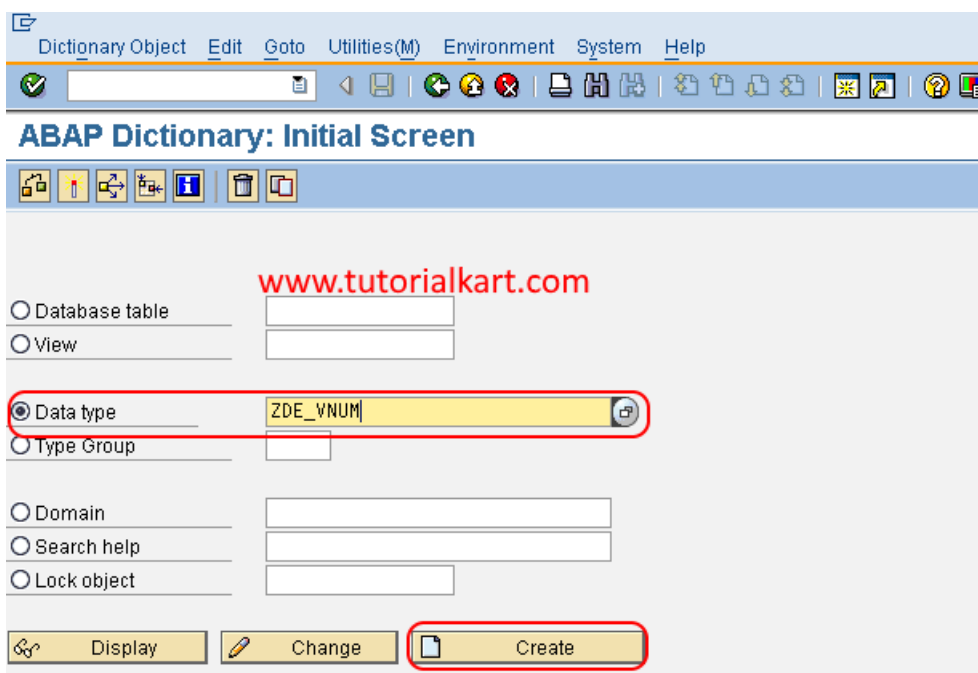 Dictionary Object Edit Goto Utilities(M) Environment System Help
ABAP Dictionary: Initial Screen
www.tutorialkart.com
Database table
View
Data type ZDE_VNUM
Type Group
Domain
Search help
Lock object
Display Change Create